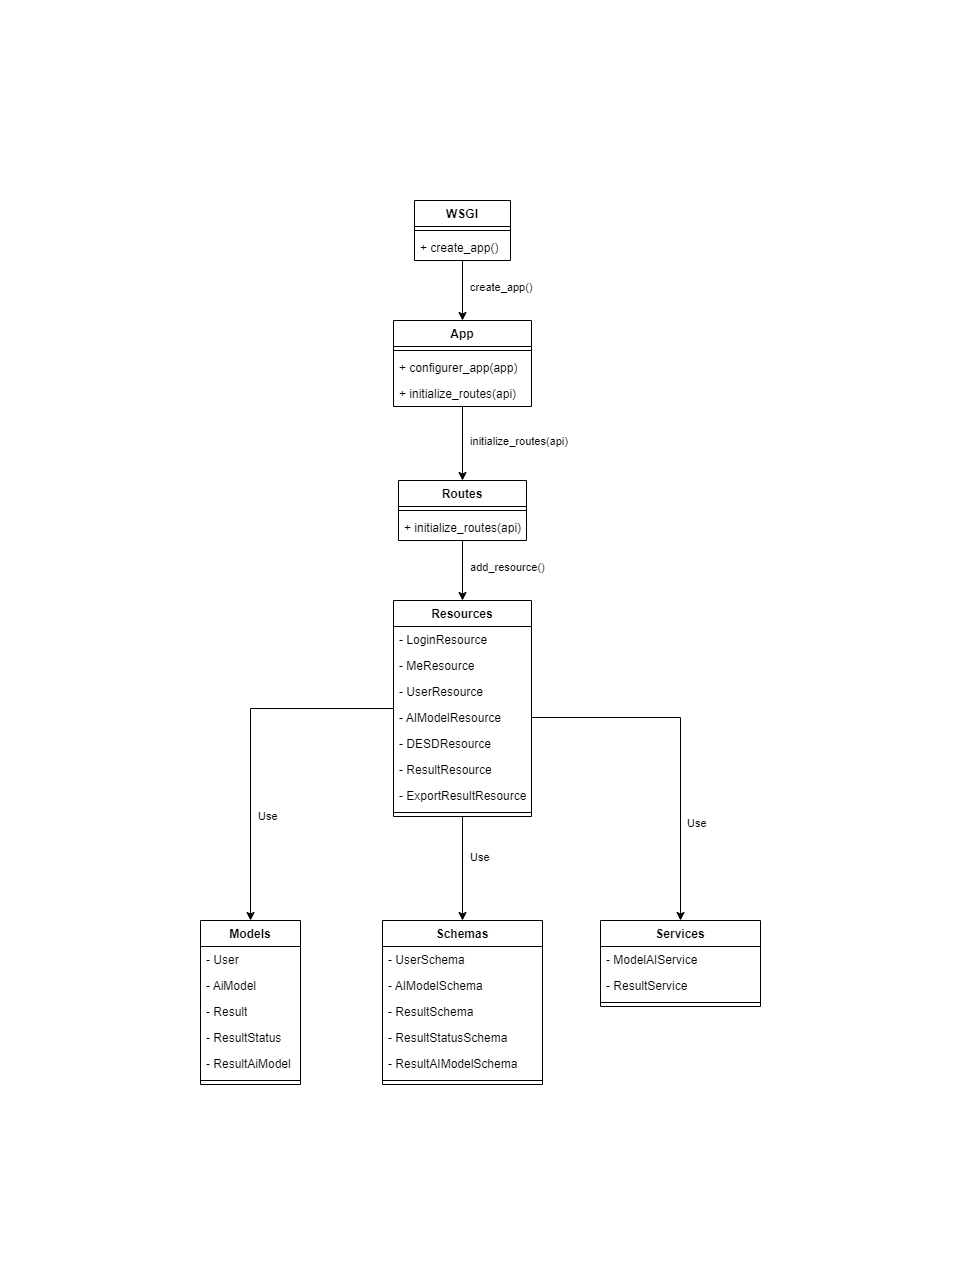 WSGI
+ create_app()
create_app()
App
+ configurer_app(app)
+ initialize_routes(api)
initialize_routes(api)
Routes
+ initialize_routes(api)
add_resource()
Resources
- LoginResource
- MeResource
- UserResource
- AIModelResource
- DESDResource
- ResultResource
- ExportResultResource
Use
Use
Use
Models
- User
- AiModel
- Result
- ResultStatus
- ResultAiModel
Schemas
- UserSchema
- AIModelSchema
- ResultSchema
- ResultStatusSchema
- ResultAIModelSchema
Services
- ModelAIService
- ResultService